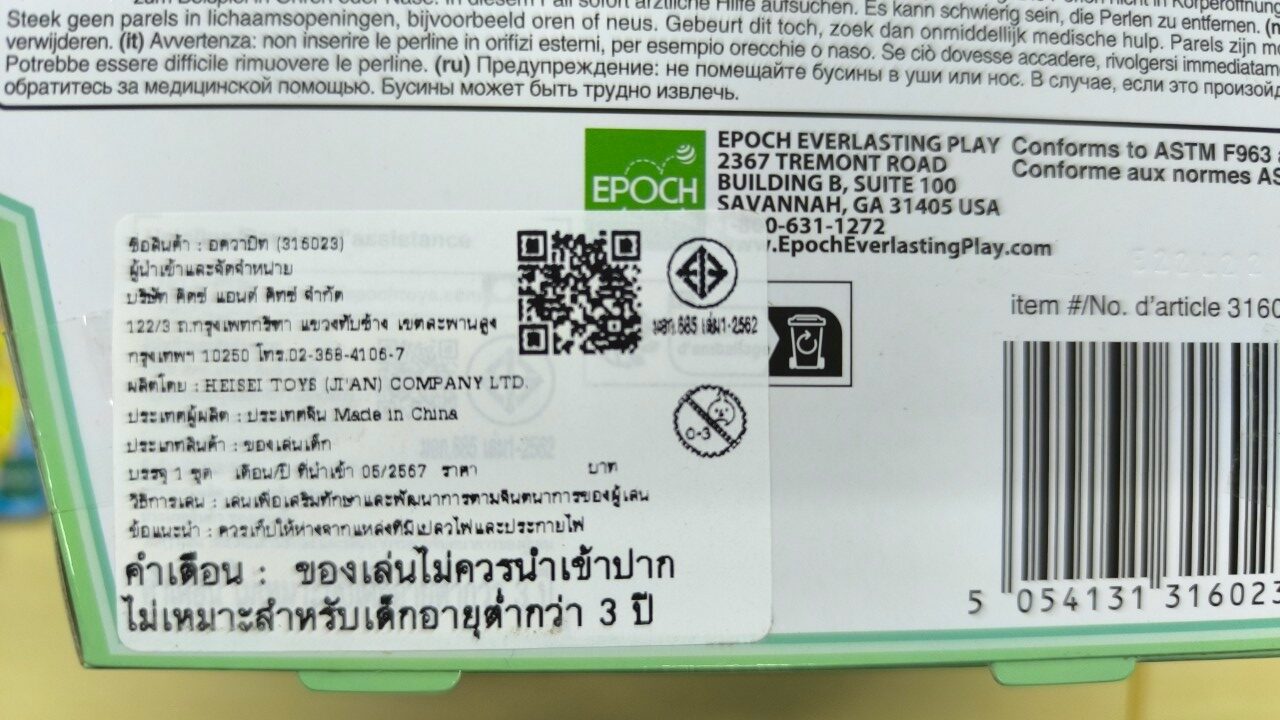 zum Beispiel in Ohren oder Nase. In diesem Fall sofort ärztliche Hilfe aufsuchen. Es kann schwierig sein, die Perlen zu entfernen.
Steek geen parels in lichaamsopeningen, bijvoorbeeld oren of neus. Gebeurt dit toch, zoek dan onmiddellijk medische hulp. Parels zijn
verwijderen. (it) Avvertenza: non inserire le perline in orifizi esterni, per esempio orecchie o naso. Se ciò dovesse accadere, rivolgersi
Potrebbe essere difficile rimuovere le perline. (ru) Предупреждение: не помещайте бусины в уши или нос. В случае, если это
обратитесь за медицинской помощью. Бусины может быть трудно извлечь.
EPOCH
EPOCH EVERLASTING PLAY
2367 TREMONT ROAD
BUILDING B, SUITE 100
SAVANNAH, GA 31405 USA
0-631-1272
.EpochEverlastingPlay.com
Conforms to ASTM F963
Conforme aux normes
item #/No. d'article 3160
5 054131 316023
ชื่อสินค้า : อควาบีท (316023)
ผู้นำเข้าและจัดจำหน่าย
บริษัท คิดซ์ แอนด์ คิทซ์ จำกัด
122/3 ถ.กรุงเทพกรีฑา แขวงทับช้าง เขตสะพานสูง
กรุงเทพฯ 10250 โทร.02-368-4106-7
ผลิตโดย : HEISEI TOYS (JI'AN) COMPANY LTD.
ประเทศผู้ผลิต : ประเทศจีน Made in China
ประเภทสินค้า : ของเล่นเด็ก
บรรจุ 1 ชุด เดือน/ปี ที่นำเข้า 05/2567 ราคา บาท
วิธีการเล่น : เล่นเพื่อเสริมทักษาและพัฒนาการตามจินตนาการของผู้เล่น
ข้อแนะนำ : ควรเก็บให้ห่างจากแหล่งที่มีเปลวไฟและประกายไฟ
คำเตือน : ของเล่นไม่ควรนำเข้าปาก
ไม่เหมาะสำหรับเด็กอายุต่ำกว่า 3 ปี
มอก.685 เล่ม1-2562
0-3